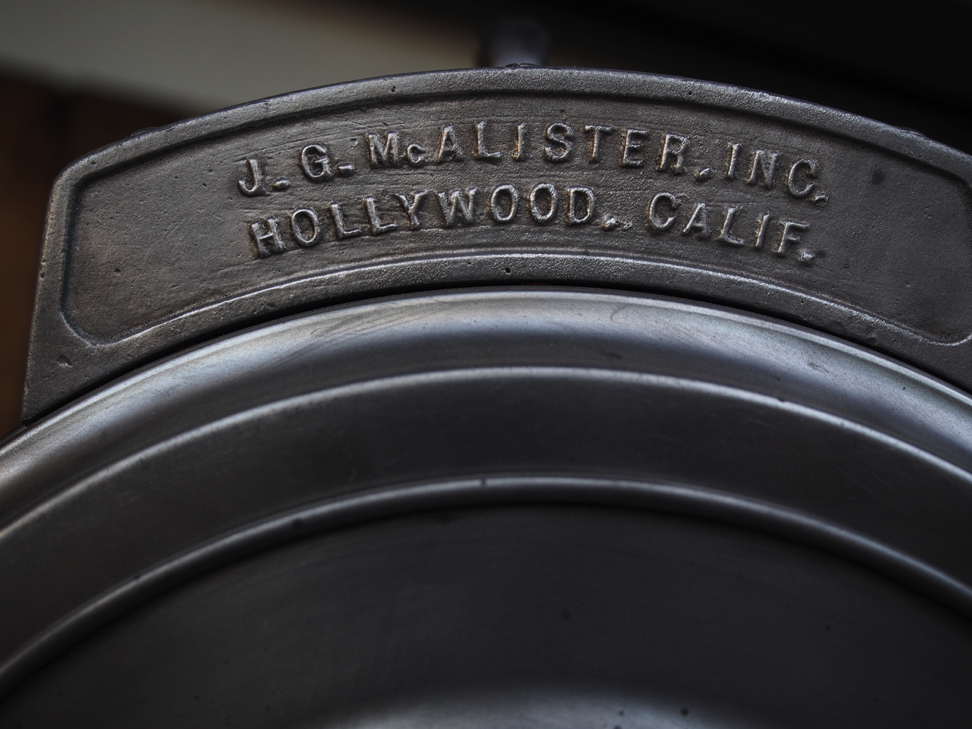 J. G. McALISTER, INC.
HOLLYWOOD, CALIF.